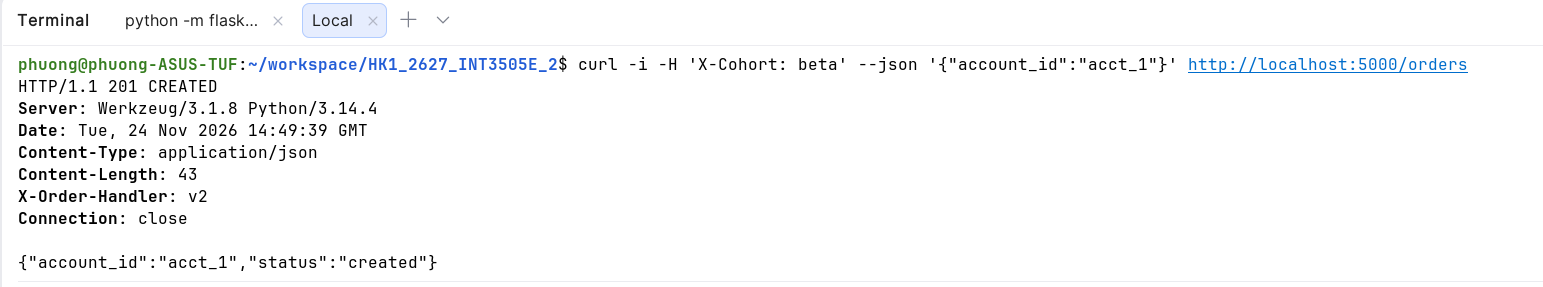 Terminal python -m flask... × Local × + ∨
phuong@phuong-ASUS-TUF:~/workspace/HK1_2627_INT3505E_2$ curl -i -H 'X-Cohort: beta' --json '{"account_id":"acct_1"}' http://localhost:5000/orders
HTTP/1.1 201 CREATED
Server: Werkzeug/3.1.8 Python/3.14.4
Date: Tue, 24 Nov 2026 14:49:39 GMT
Content-Type: application/json
Content-Length: 43
X-Order-Handler: v2
Connection: close
{"account_id":"acct_1","status":"created"}